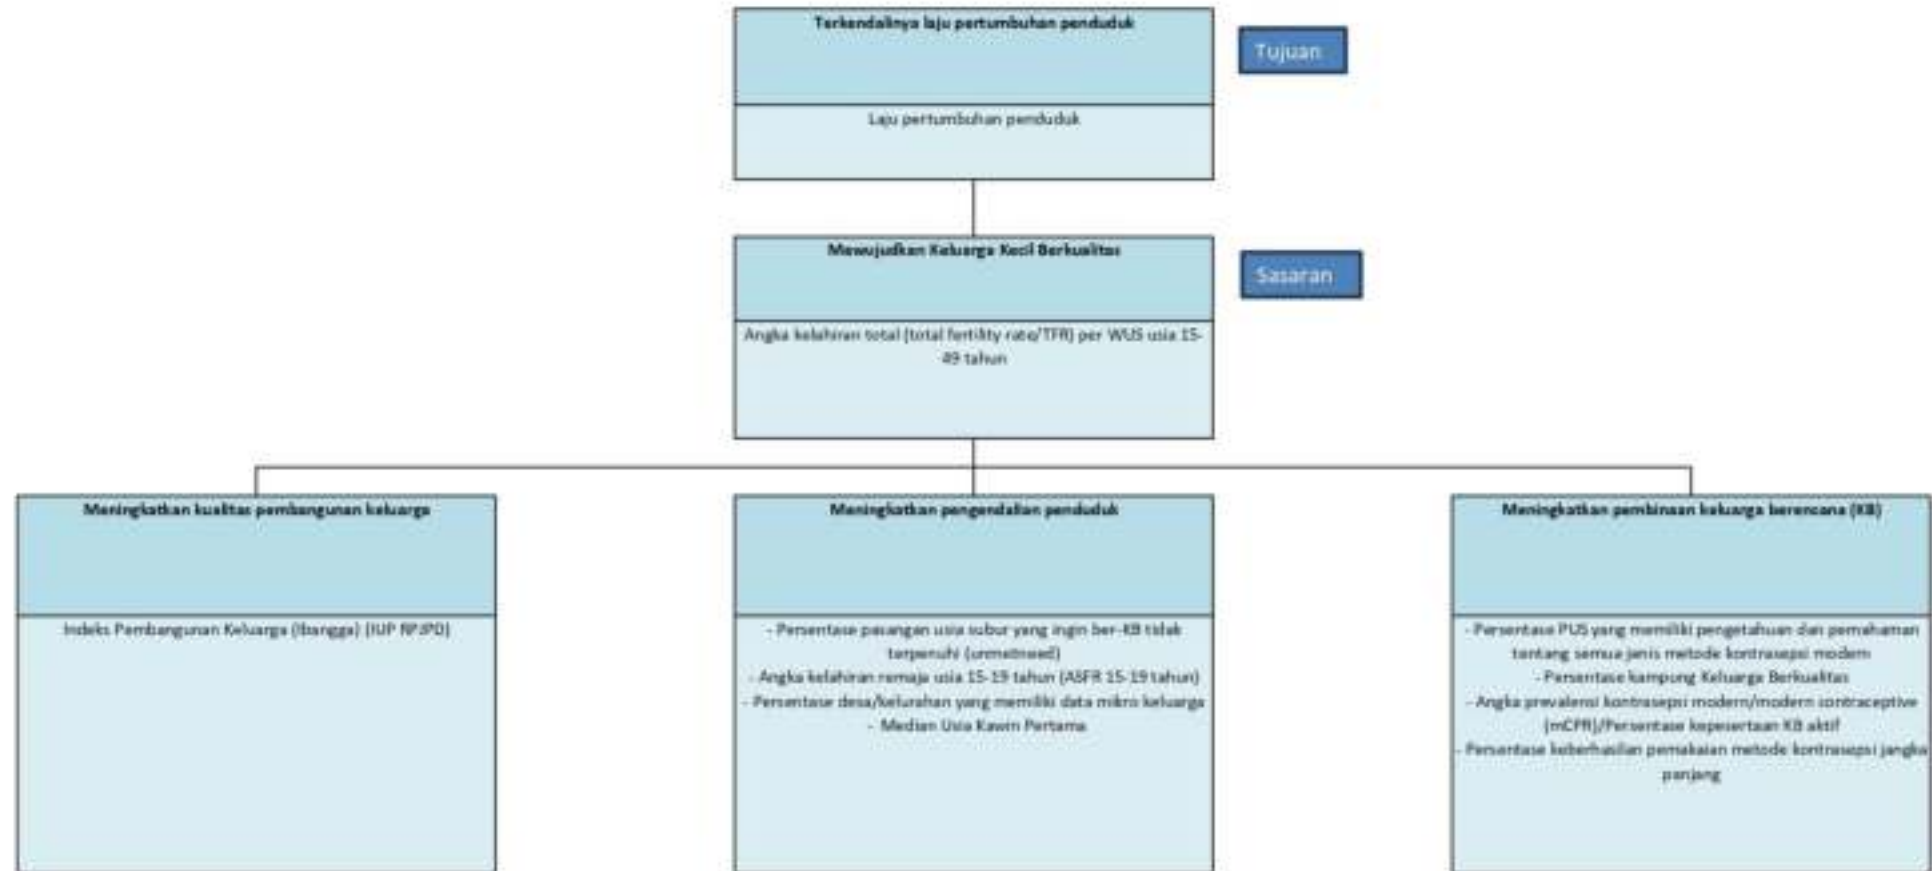 Terkendalinya laju pertumbuhan penduduk
Tujuan
Laju pertumbuhan penduduk
Mewujudkan Keluarga Kecil Berkualitas
Sasaran
Angka kelahiran total (total fertility rate/TFR) per WUS usia 15-
49 tahun
Meningkatkan kualitas pembangunan keluarga
Indeks Pembangunan Keluarga (Ibangga) (IUP RPJPD)
Meningkatkan pengendalian penduduk
- Persentase pasangan usia subur yang ingin ber-KB tidak
terpenuhi (unmetneed)
- Angka kelahiran remaja usia 15-19 tahun (ASFR 15-19 tahun)
- Persentase desa/kelurahan yang memiliki data mikro keluarga
- Median Usia Kawin Pertama
Meningkatkan pembinaan keluarga berencana (KB)
- Persentase PUS yang memiliki pengetahuan dan pemahaman
tentang semua jenis metode kontrasepsi modern
- Persentase kampung Keluarga Berkualitas
- Angka prevalensi kontrasepsi modern/modern contraceptive
(mCPR)/Persentase kepesertaan KB aktif
- Persentase keberhasilan pemakaian metode kontrasepsi jangka
panjang